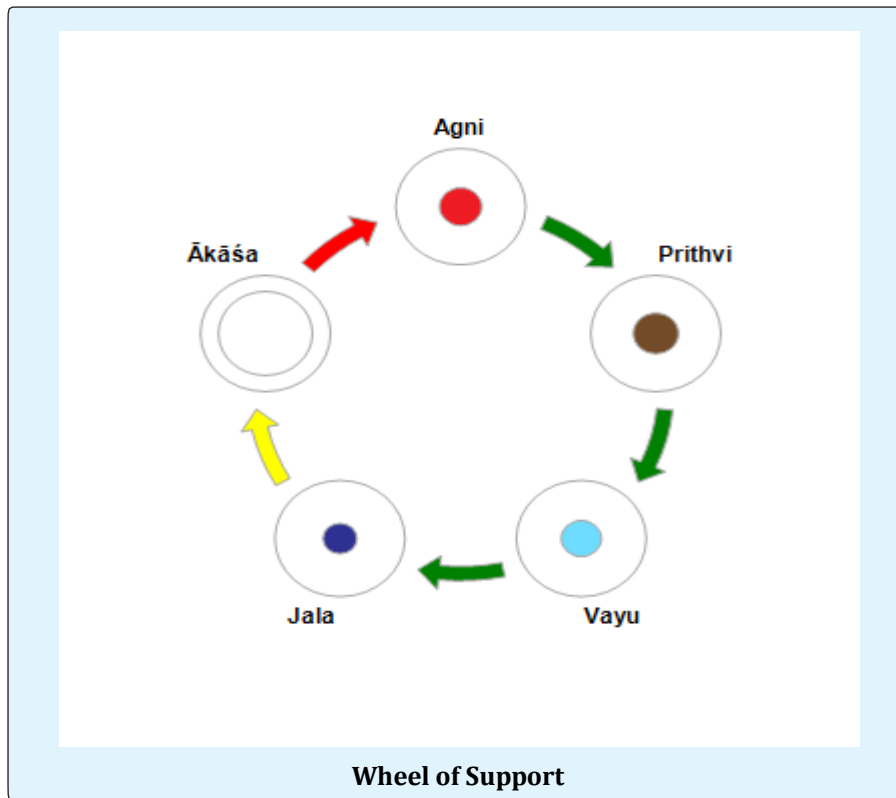 Agni
Ākāśa
Prithvi
Jala
Vayu
Wheel of Support